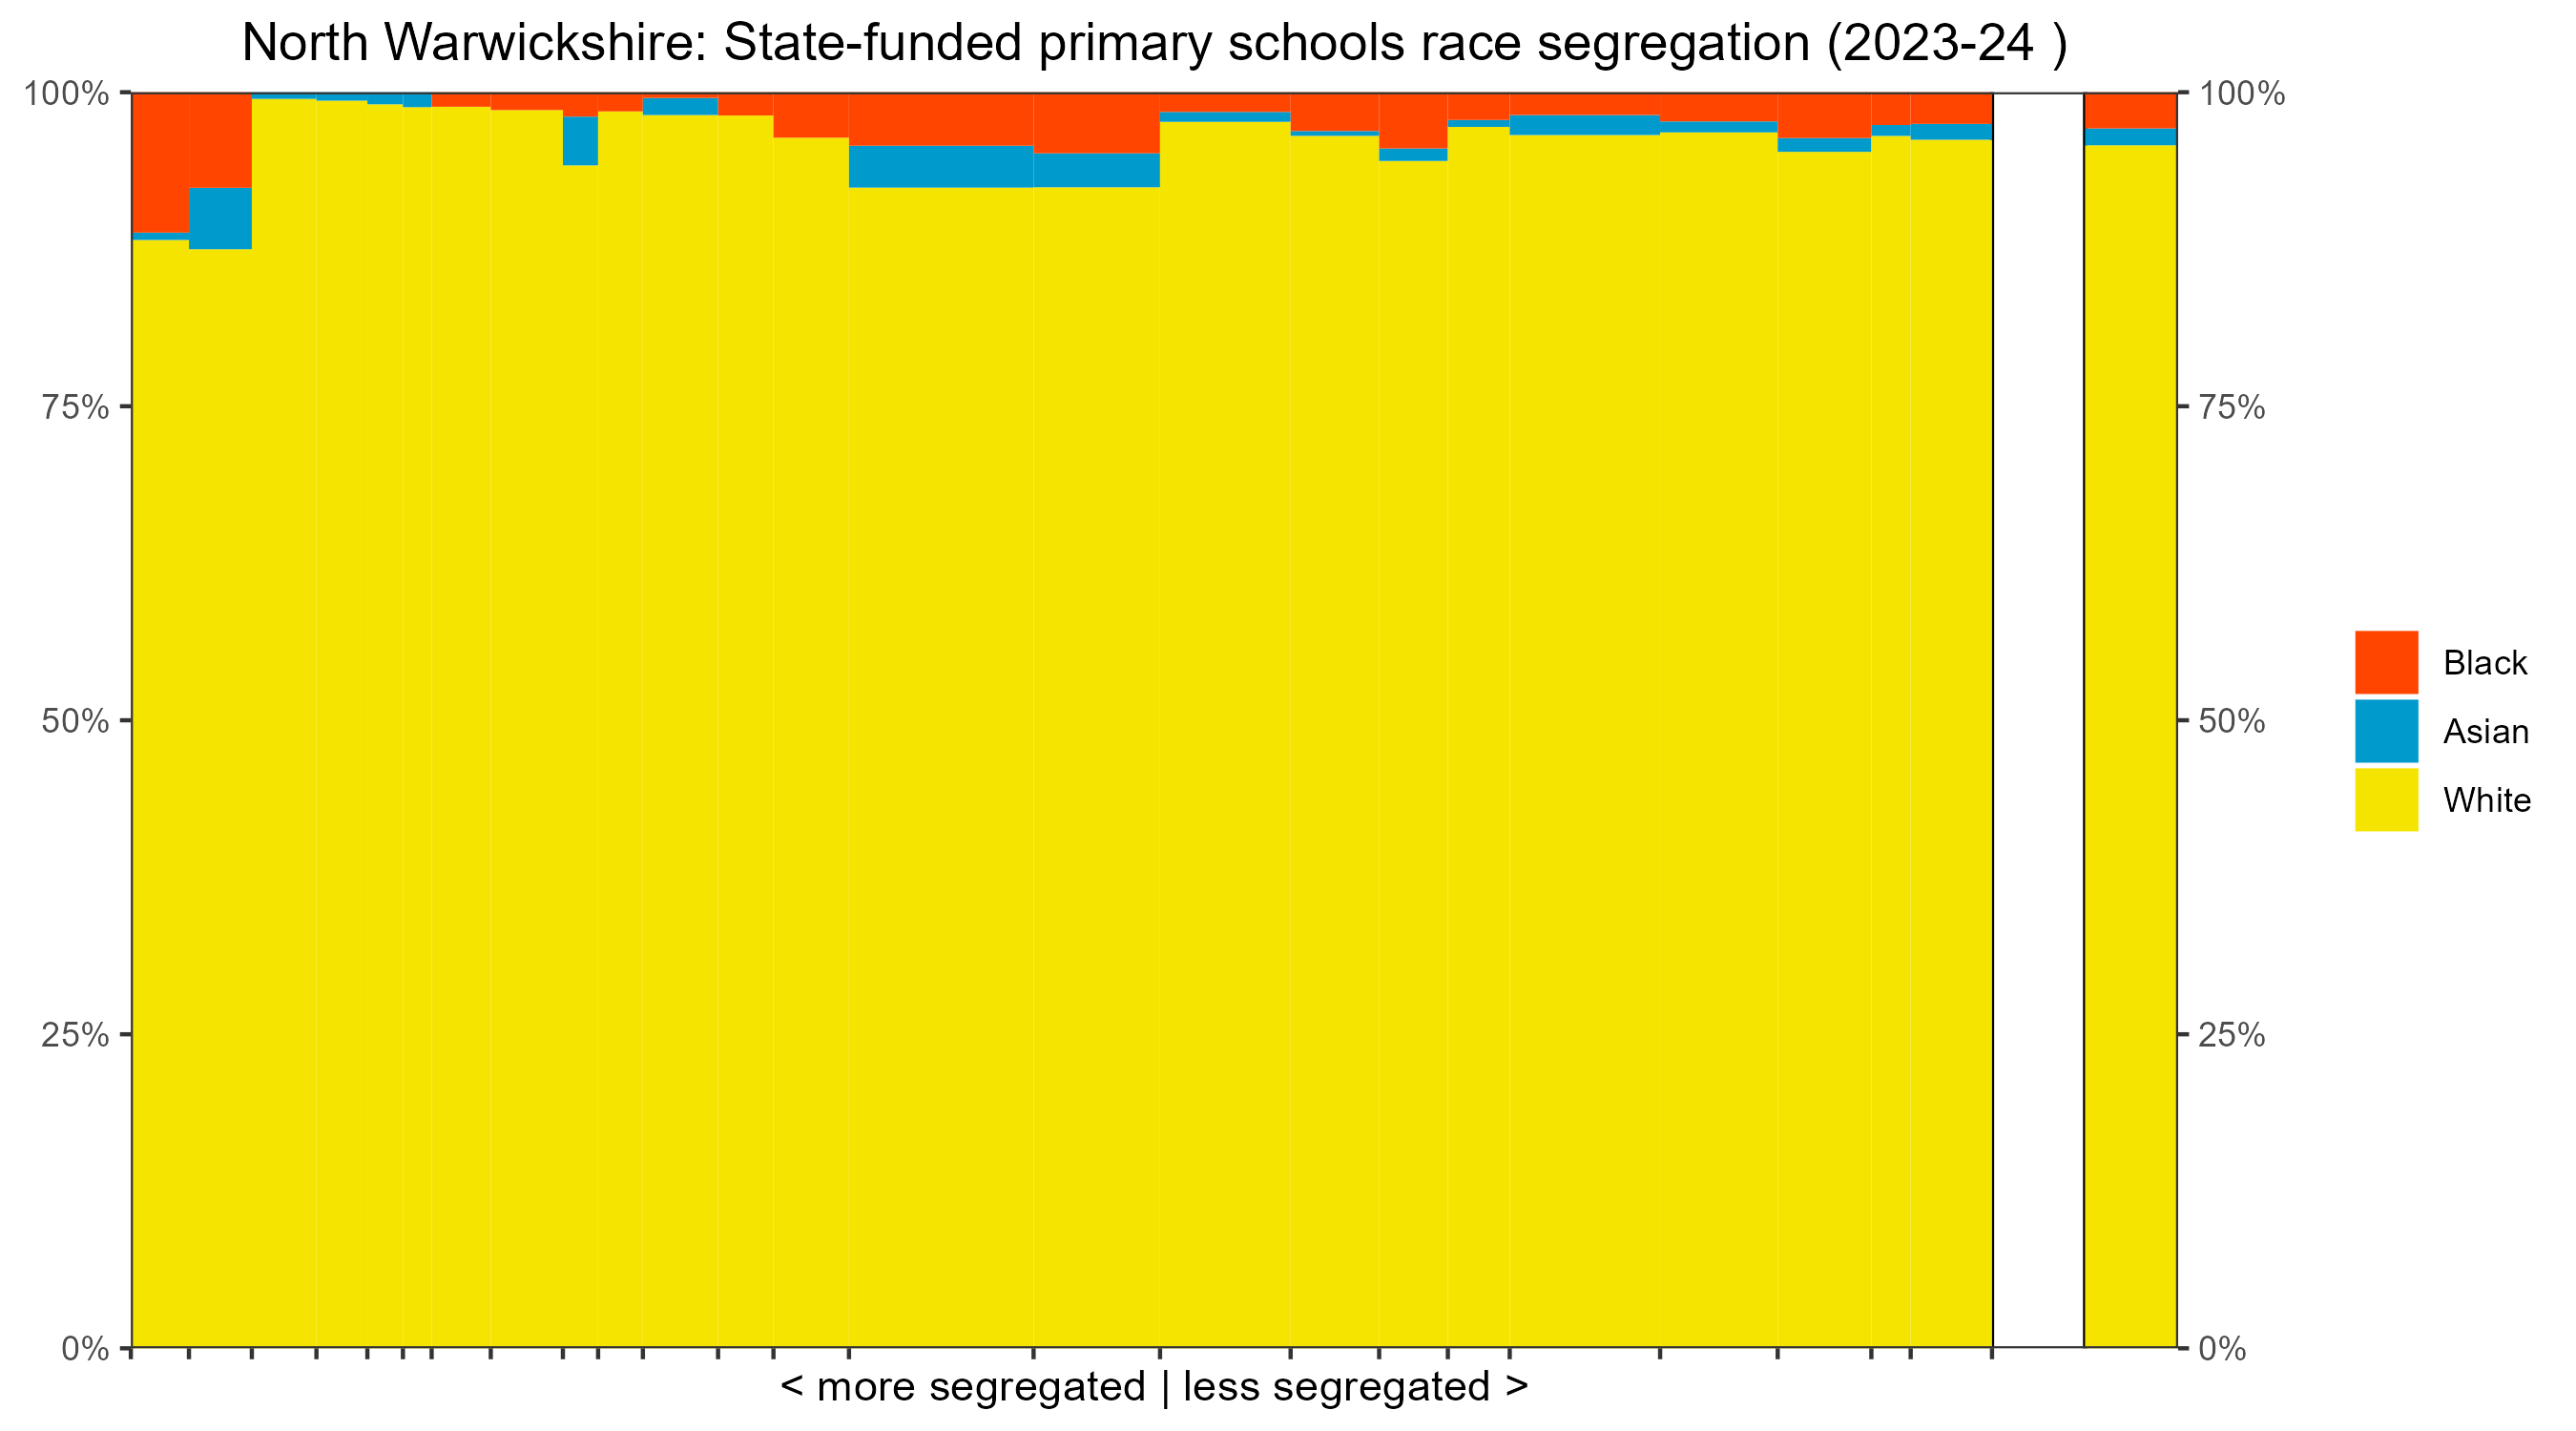 North Warwickshire: State-funded primary schools race segregation (2023-24 )
100%
75%
50%
25%
0%
100%
75%
50%
25%
0%
Black
Asian
White
< more segregated | less segregated >